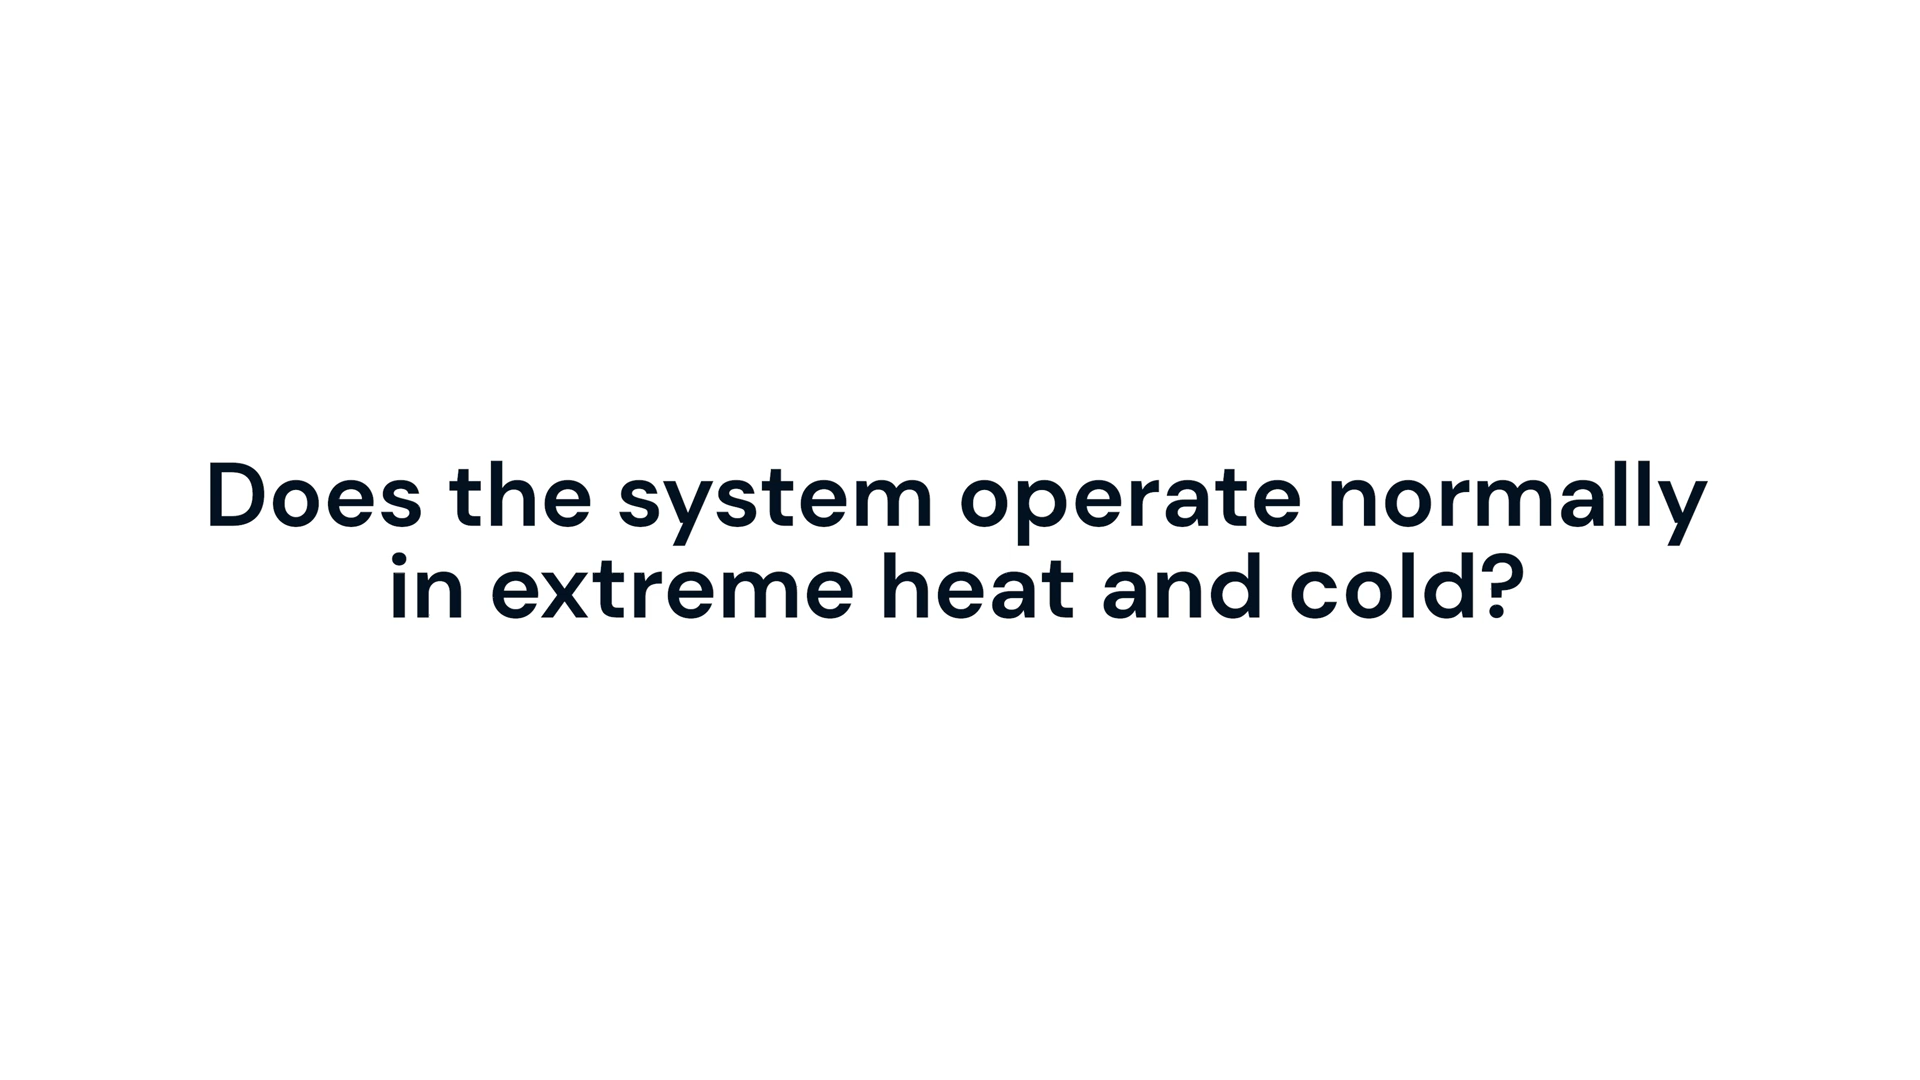 Does the system operate normally
in extreme heat and cold?